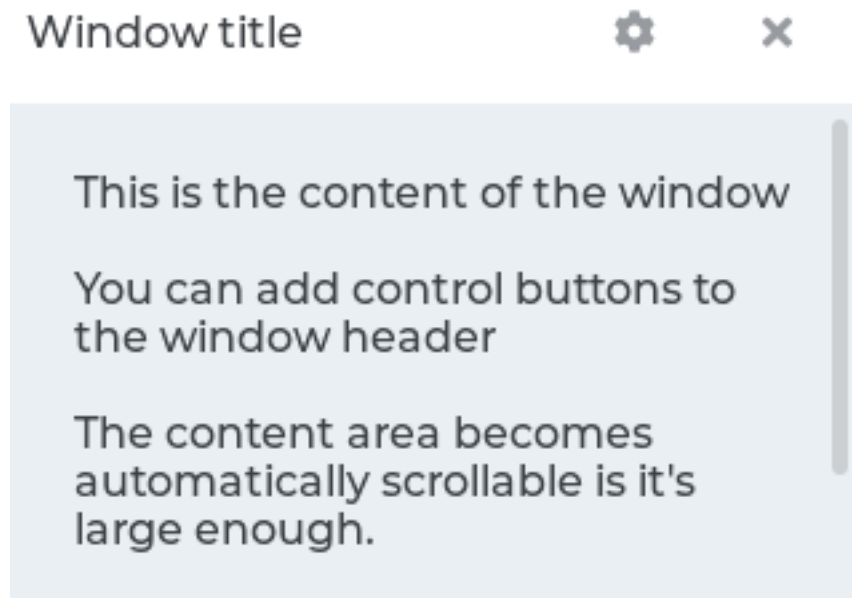 Window title
This is the content of the window
You can add control buttons to
the window header
The content area becomes
automatically scrollable is it's
large enough.